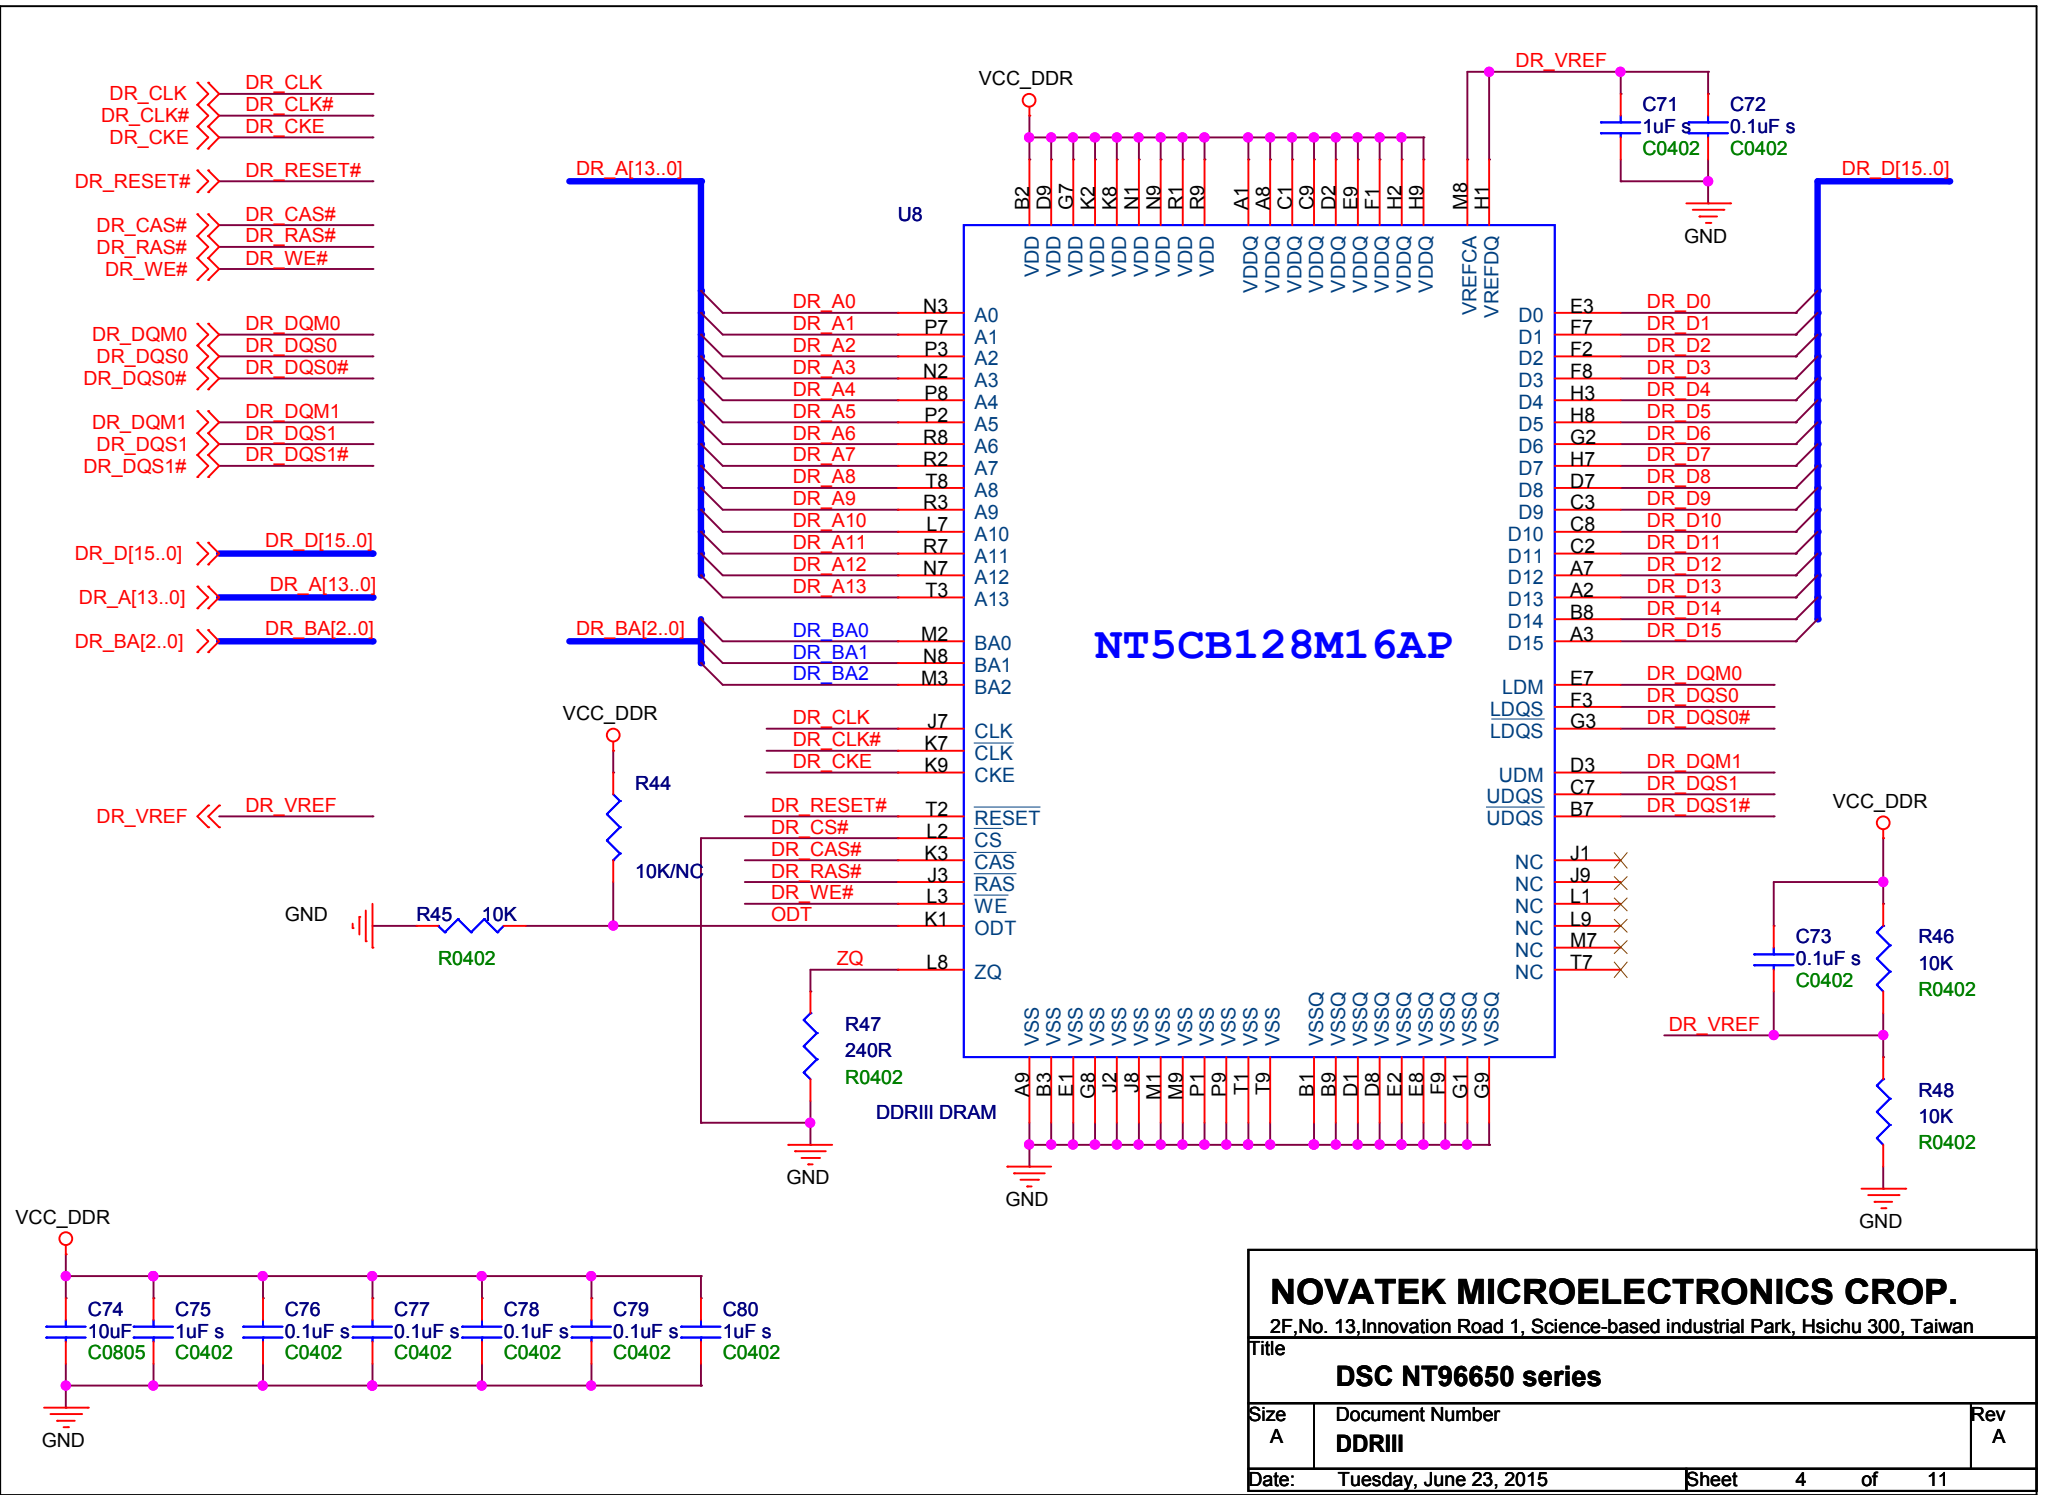 DR_CLK DR_CLK
DR_CLK# DR_CLK#
DR_CKE DR_CKE
DR_RESET# DR_RESET#
DR_CAS# DR_CAS#
DR_RAS# DR_RAS#
DR_WE# DR_WE#
DR_DQM0 DR_DQM0
DR_DQS0 DR_DQS0
DR_DQS0# DR_DQS0#
DR_DQM1 DR_DQM1
DR_DQS1 DR_DQS1
DR_DQS1# DR_DQS1#
DR_D[15..0] DR_D[15..0]
DR_A[13..0] DR_A[13..0]
DR_BA[2..0] DR_BA[2..0]
DR_VREF DR_VREF
DR_A[13..0]
DR_BA[2..0]
VCC_DDR
DR_VREF
C71
1uF s
C0402
C72
0.1uF s
C0402
GND
DR_D[15..0]
U8
B2 D9 G7 K2 K8 N1 N9 R1 R9 A1 A8 C1 C9 D2 E9 F1 H2 H9 M8 H1
VDD VDD VDD VDD VDD VDD VDD VDD VDD VDDQ VDDQ VDDQ VDDQ VDDQ VDDQ VDDQ VDDQ VDDQ VREFCA VREFDQ
DR_A0 N3 A0
DR_A1 P7 A1
DR_A2 P3 A2
DR_A3 N2 A3
DR_A4 P8 A4
DR_A5 P2 A5
DR_A6 R8 A6
DR_A7 R2 A7
DR_A8 T8 A8
DR_A9 R3 A9
DR_A10 L7 A10
DR_A11 R7 A11
DR_A12 N7 A12
DR_A13 T3 A13
DR_BA0 M2 BA0
DR_BA1 N8 BA1
DR_BA2 M3 BA2
DR_CLK J7 CLK
DR_CLK# K7 CLK
DR_CKE K9 CKE
DR_RESET# T2 RESET
DR_CS# L2 CS
DR_CAS# K3 CAS
DR_RAS# J3 RAS
DR_WE# L3 WE
ODT K1 ODT
ZQ L8 ZQ
NT5CB128M16AP
D0 E3 DR_D0
D1 F7 DR_D1
D2 F2 DR_D2
D3 F8 DR_D3
D4 H3 DR_D4
D5 H8 DR_D5
D6 G2 DR_D6
D7 H7 DR_D7
D8 D7 DR_D8
D9 C3 DR_D9
D10 C8 DR_D10
D11 C2 DR_D11
D12 A7 DR_D12
D13 A2 DR_D13
D14 B8 DR_D14
D15 A3 DR_D15
LDM E7 DR_DQM0
LDQS F3 DR_DQS0
LDQS G3 DR_DQS0#
UDM D3 DR_DQM1
UDQS C7 DR_DQS1
UDQS B7 DR_DQS1#
NC J1
NC J9
NC L1
NC L9
NC M7
NC T7
VSS VSS VSS VSS VSS VSS VSS VSS VSS VSS VSS VSS VSSQ VSSQ VSSQ VSSQ VSSQ VSSQ VSSQ VSSQ VSSQ
A9 B3 E1 G8 J2 J8 M1 M9 P1 P9 T1 T9 B1 B9 D1 D8 E2 E8 F9 G1 G9
GND
DDRIII DRAM
VCC_DDR
R44
10K/NC
GND
R45 10K
R0402
R47
240R
R0402
GND
VCC_DDR
C73
0.1uF s
C0402
R46
10K
R0402
DR_VREF
R48
10K
R0402
GND
VCC_DDR
C74
10uF
C0805
C75
1uF s
C0402
C76
0.1uF s
C0402
C77
0.1uF s
C0402
C78
0.1uF s
C0402
C79
0.1uF s
C0402
C80
1uF s
C0402
GND
NOVATEK MICROELECTRONICS CROP.
2F,No. 13,Innovation Road 1, Science-based industrial Park, Hsichu 300, Taiwan
Title
DSC NT96650 series
Size
A
Document Number
DDRIII
Rev
A
Date: Tuesday, June 23, 2015 Sheet 4 of 11